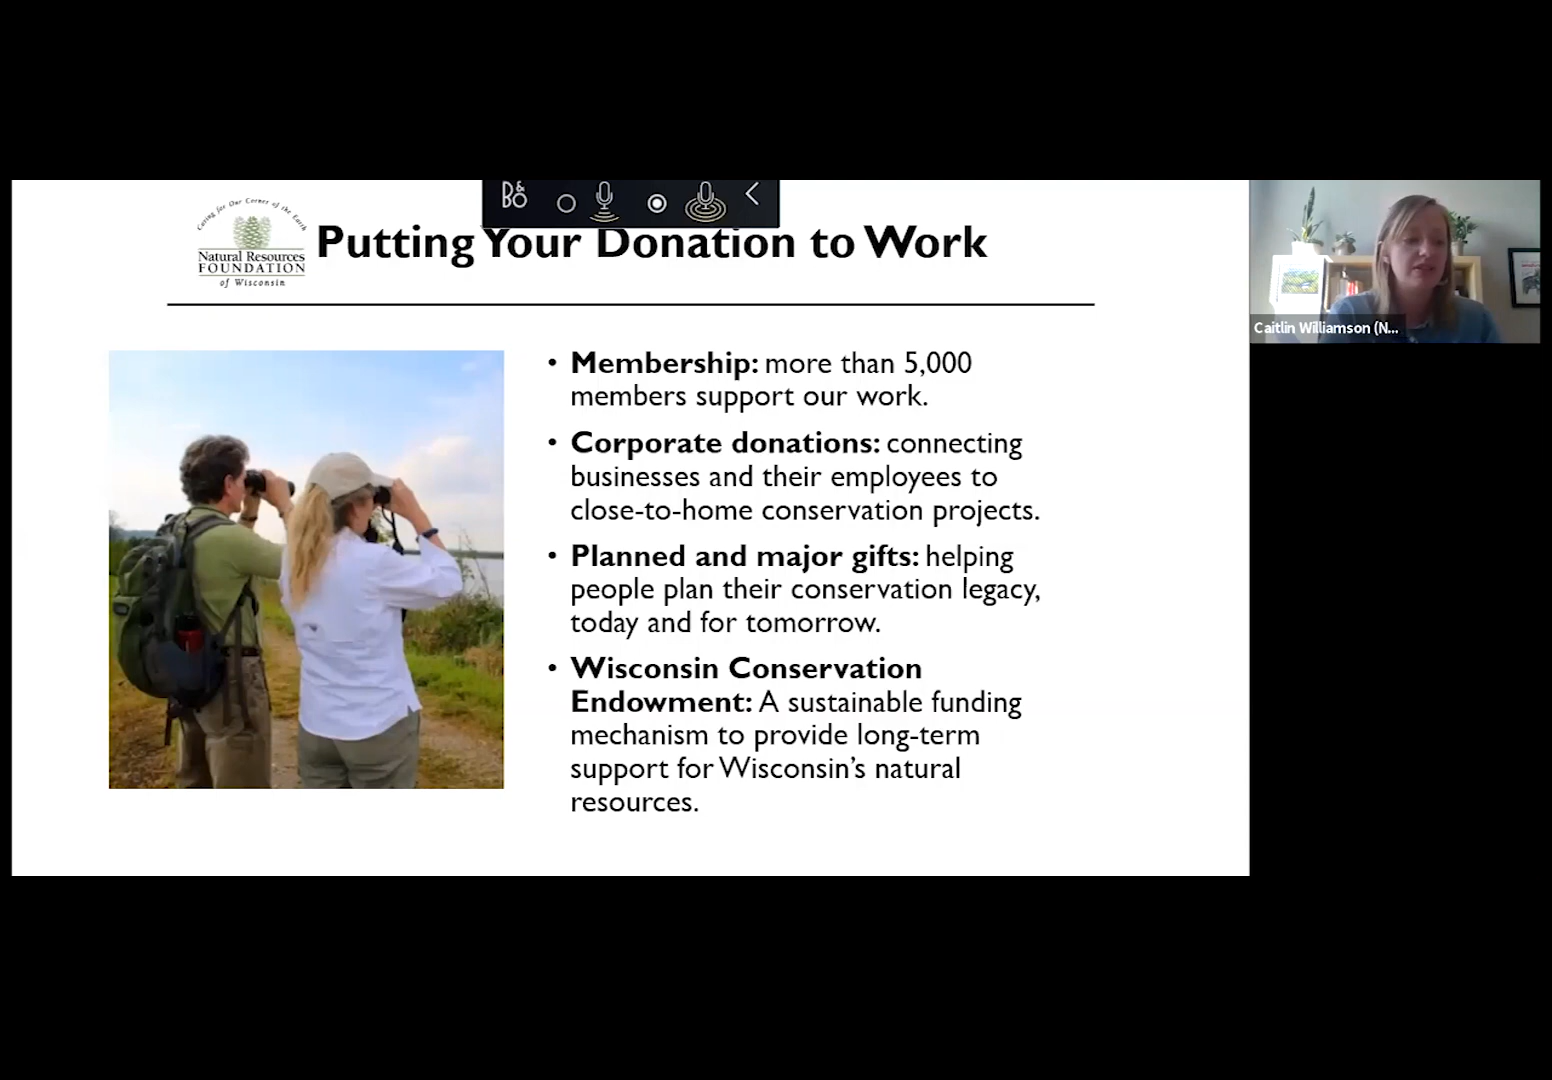 B&O
Caring for Our Corner of the Earth
Natural Resources
FOUNDATION
of Wisconsin
Putting Your Donation to Work
Caitlin Williamson (N...
• Membership: more than 5,000
members support our work.
• Corporate donations: connecting
businesses and their employees to
close-to-home conservation projects.
• Planned and major gifts: helping
people plan their conservation legacy,
today and for tomorrow.
• Wisconsin Conservation
Endowment: A sustainable funding
mechanism to provide long-term
support for Wisconsin's natural
resources.